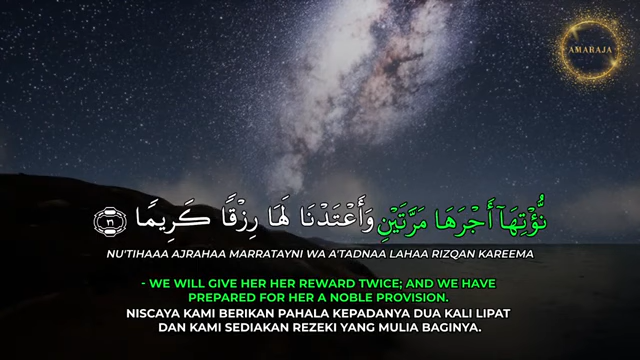 AMARAJA
نُّؤْتِهَآ أَجْرَهَا مَرَّتَيْنِ وَأَعْتَدْنَا لَهَا رِزْقًا كَرِيمًا ٣١
NU'TIHAAA AJRAHAA MARRATAYNI WA A'TADNAA LAHAA RIZQAN KAREEMA
- WE WILL GIVE HER HER REWARD TWICE; AND WE HAVE
PREPARED FOR HER A NOBLE PROVISION.
NISCAYA KAMI BERIKAN PAHALA KEPADANYA DUA KALI LIPAT
DAN KAMI SEDIAKAN REZEKI YANG MULIA BAGINYA.